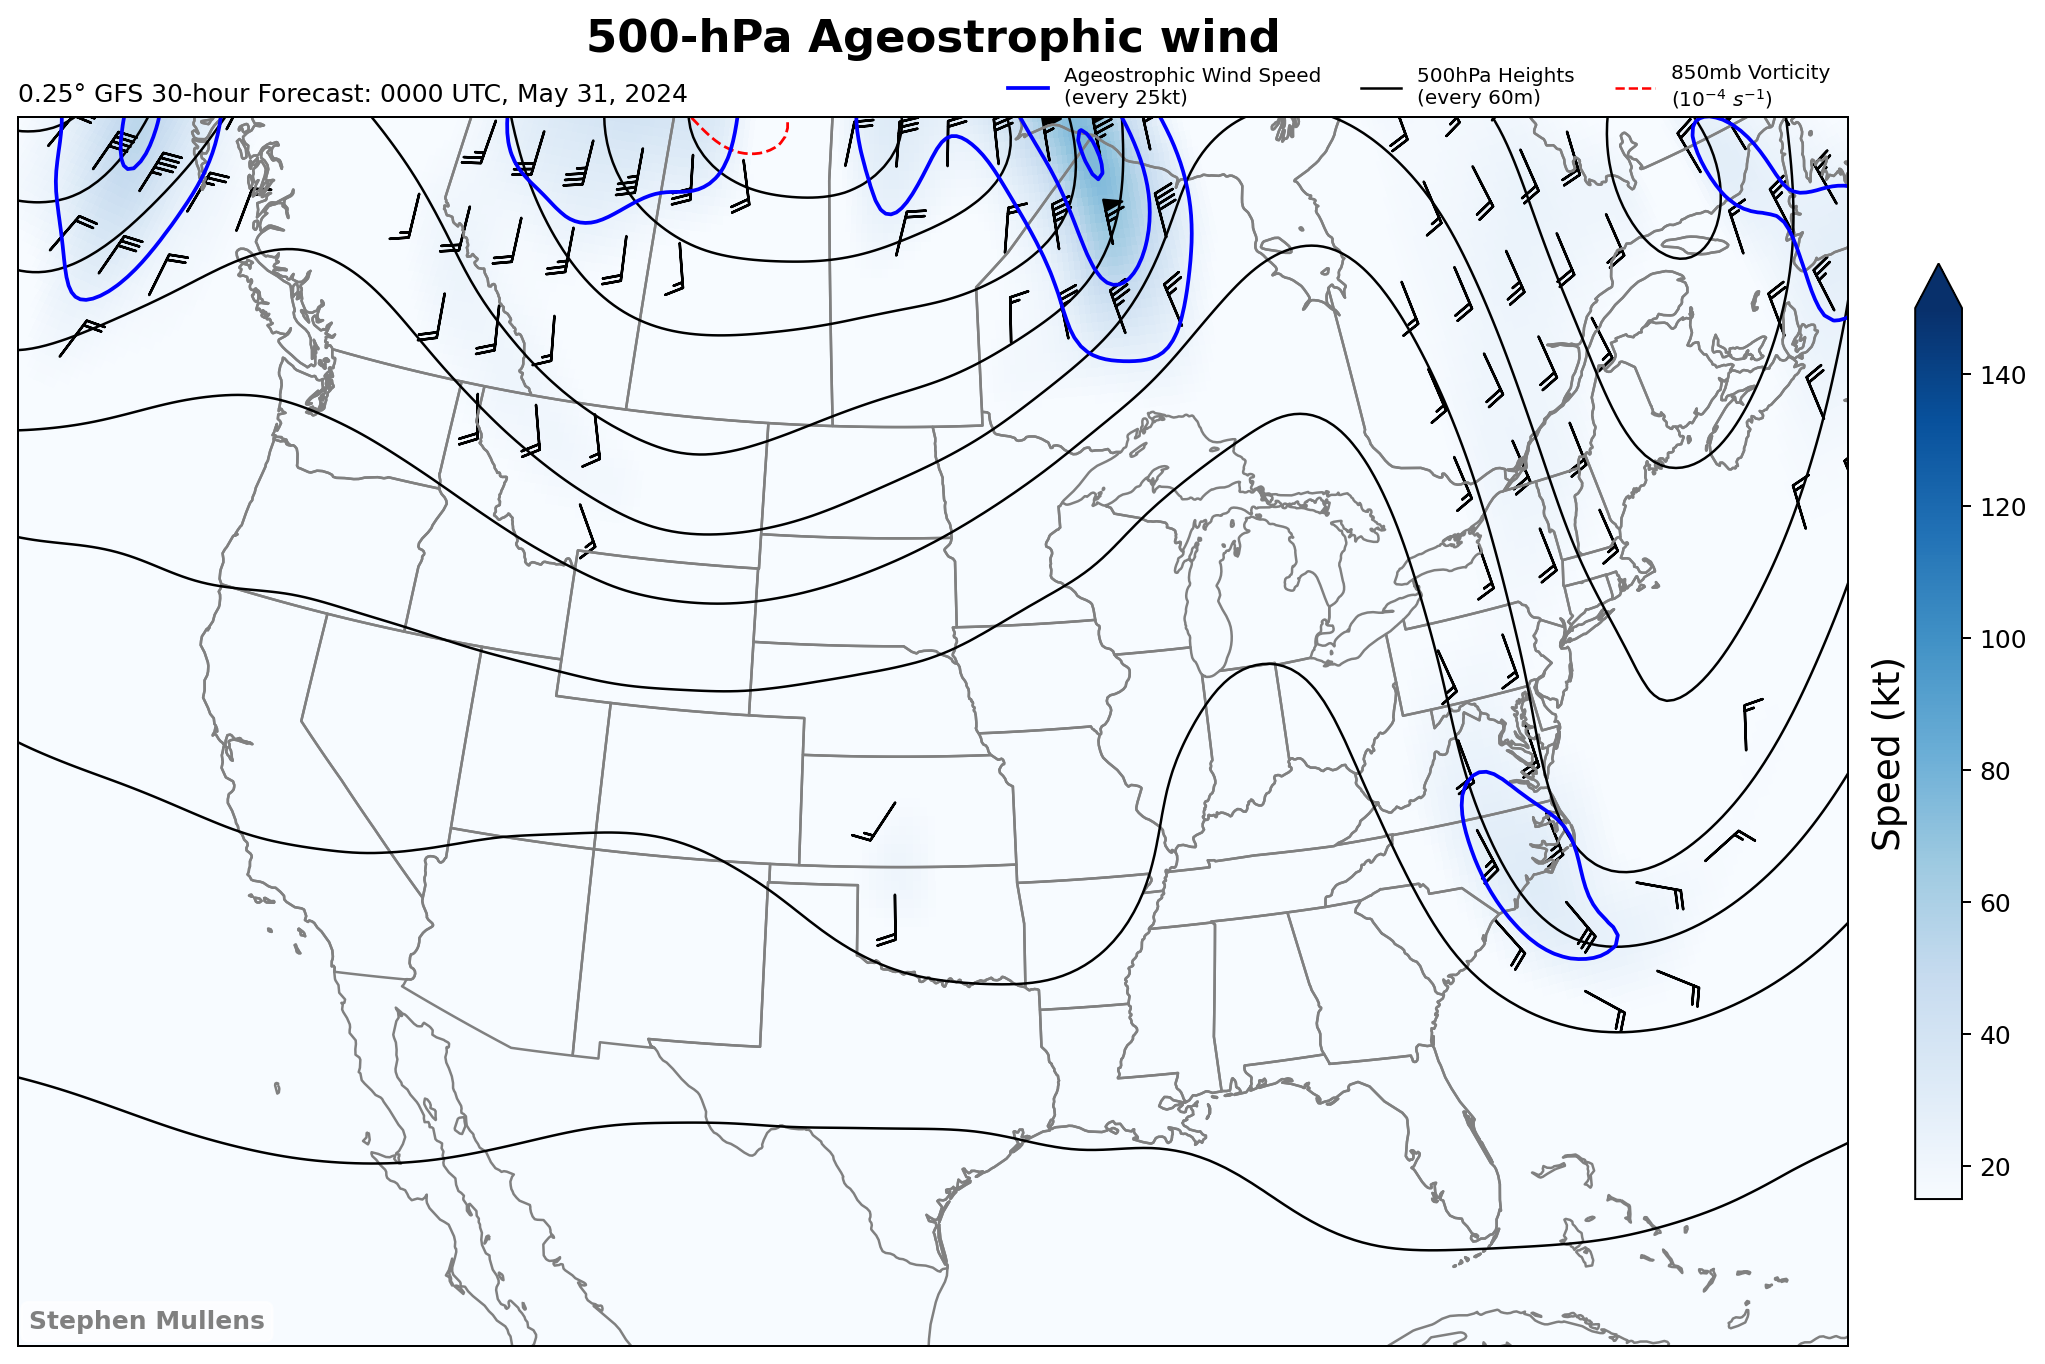 500-hPa Ageostrophic wind
0.25° GFS 30-hour Forecast: 0000 UTC, May 31, 2024
Ageostrophic Wind Speed
(every 25kt)
500hPa Heights
(every 60m)
850mb Vorticity
(10⁻⁴ s⁻¹)
140
120
100
80
60
40
20
Speed (kt)
Stephen Mullens